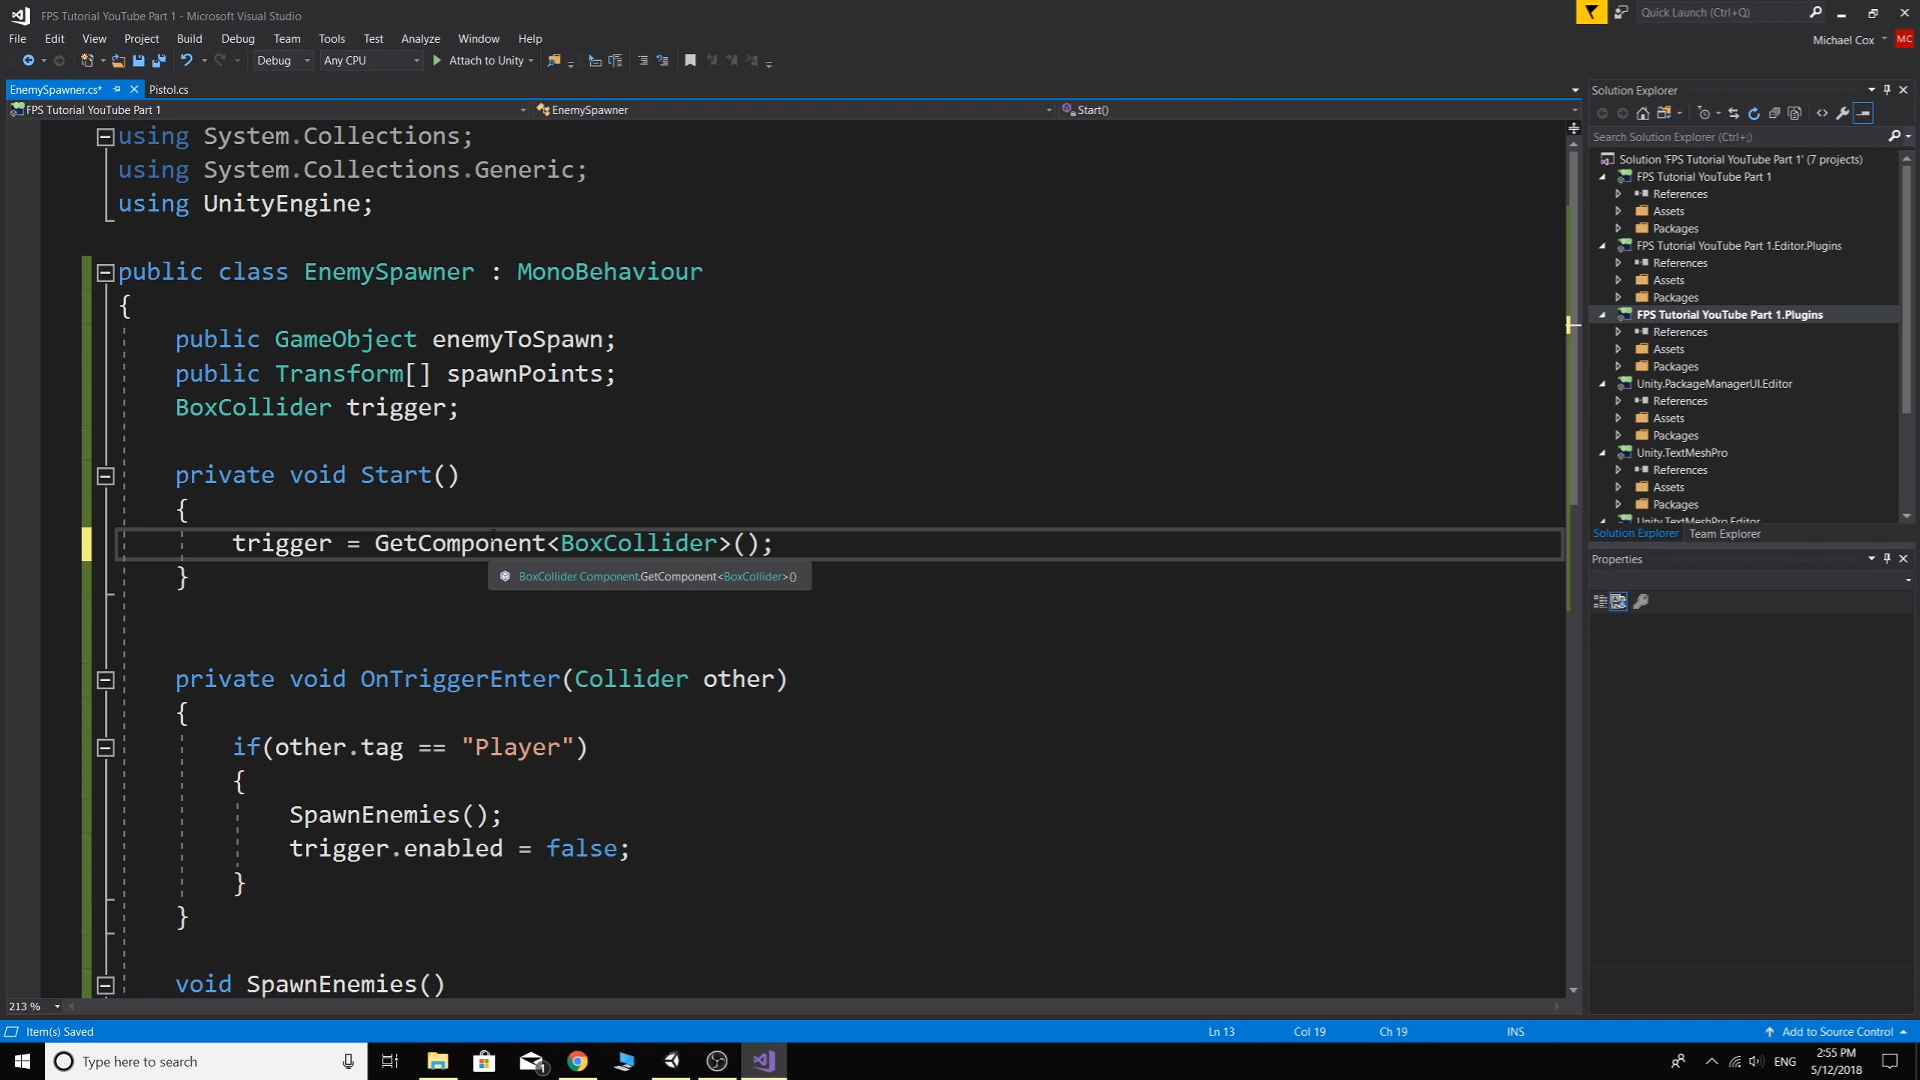 FPS Tutorial YouTube Part 1 - Microsoft Visual Studio
Quick Launch (Ctrl+Q)
File Edit View Project Build Debug Team Tools Test Analyze Window Help
Michael Cox MC
Debug Any CPU Attach to Unity
EnemySpawner.cs* Pistol.cs
FPS Tutorial YouTube Part 1 EnemySpawner Start()
using System.Collections;
using System.Collections.Generic;
using UnityEngine;
public class EnemySpawner : MonoBehaviour
{
public GameObject enemyToSpawn;
public Transform[] spawnPoints;
BoxCollider trigger;
private void Start()
{
trigger = GetComponent<BoxCollider>();
BoxCollider Component.GetComponent<BoxCollider>()
}
private void OnTriggerEnter(Collider other)
{
if(other.tag == "Player")
{
SpawnEnemies();
trigger.enabled = false;
}
}
void SpawnEnemies()
213 %
Solution Explorer
Search Solution Explorer (Ctrl+;)
Solution 'FPS Tutorial YouTube Part 1' (7 projects)
FPS Tutorial YouTube Part 1
References
Assets
Packages
FPS Tutorial YouTube Part 1.Editor.Plugins
References
Assets
Packages
FPS Tutorial YouTube Part 1.Plugins
References
Assets
Packages
Unity.PackageManagerUI.Editor
References
Assets
Packages
Unity.TextMeshPro
References
Assets
Packages
Unity.TextMeshPro.Editor
Solution Explorer Team Explorer
Properties
Item(s) Saved Ln 13 Col 19 Ch 19 INS Add to Source Control
Type here to search
1
ENG
2:55 PM
5/12/2018